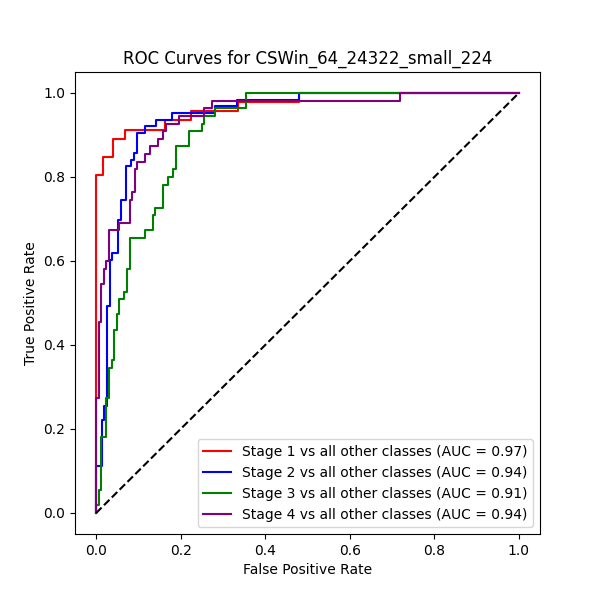 ROC Curves for CSWin_64_24322_small_224
True Positive Rate
1.0
0.8
0.6
0.4
0.2
0.0
Stage 1 vs all other classes (AUC = 0.97)
Stage 2 vs all other classes (AUC = 0.94)
Stage 3 vs all other classes (AUC = 0.91)
Stage 4 vs all other classes (AUC = 0.94)
0.0 0.2 0.4 0.6 0.8 1.0
False Positive Rate